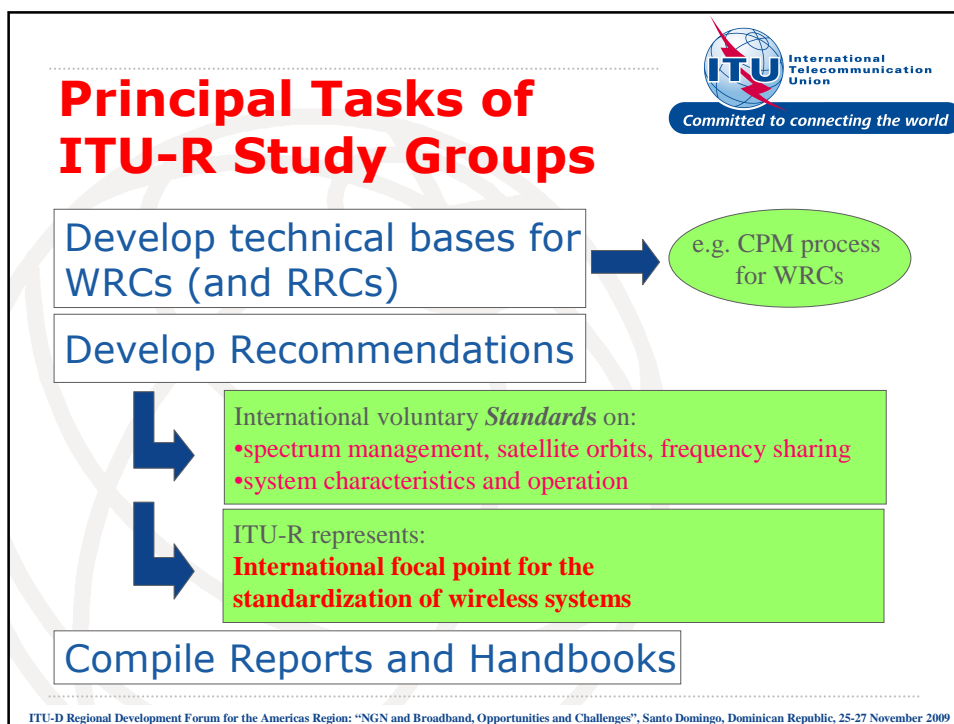 International
Telecommunication
Union
ITU
Committed to connecting the world
Principal Tasks of
ITU-R Study Groups
Develop technical bases for
WRCs (and RRCs)
e.g. CPM process
for WRCs
Develop Recommendations
International voluntary Standards on:
•spectrum management, satellite orbits, frequency sharing
•system characteristics and operation
ITU-R represents:
International focal point for the
standardization of wireless systems
Compile Reports and Handbooks
ITU-D Regional Development Forum for the Americas Region: “NGN and Broadband, Opportunities and Challenges”, Santo Domingo, Dominican Republic, 25-27 November 2009